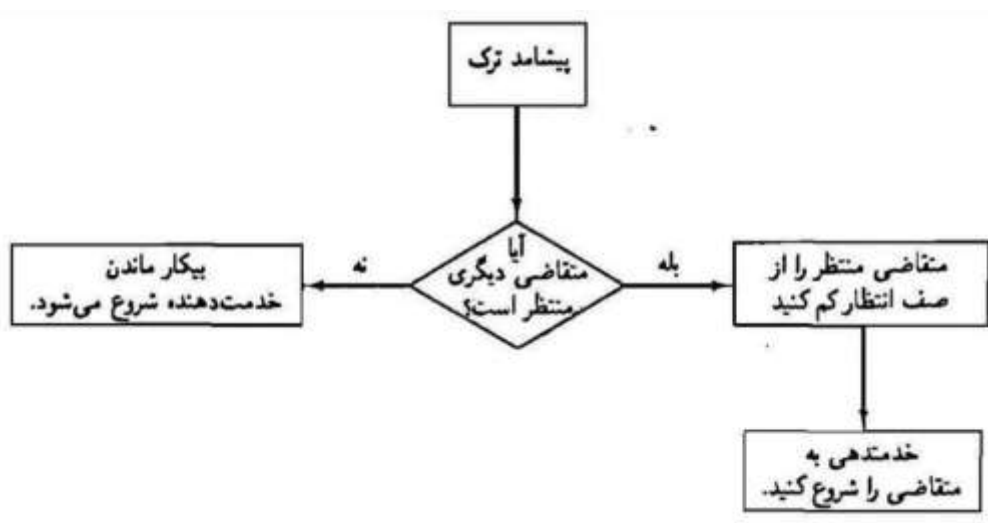 پیشامد ترک
آیا
متقاضی دیگری
منتظر است؟
بله
نه
متقاضی منتظر را از
صف انتظار کم کنید
بیکار ماندن
خدمت‌دهنده شروع می‌شود.
خدمتدهی به
متقاضی را شروع کنید.